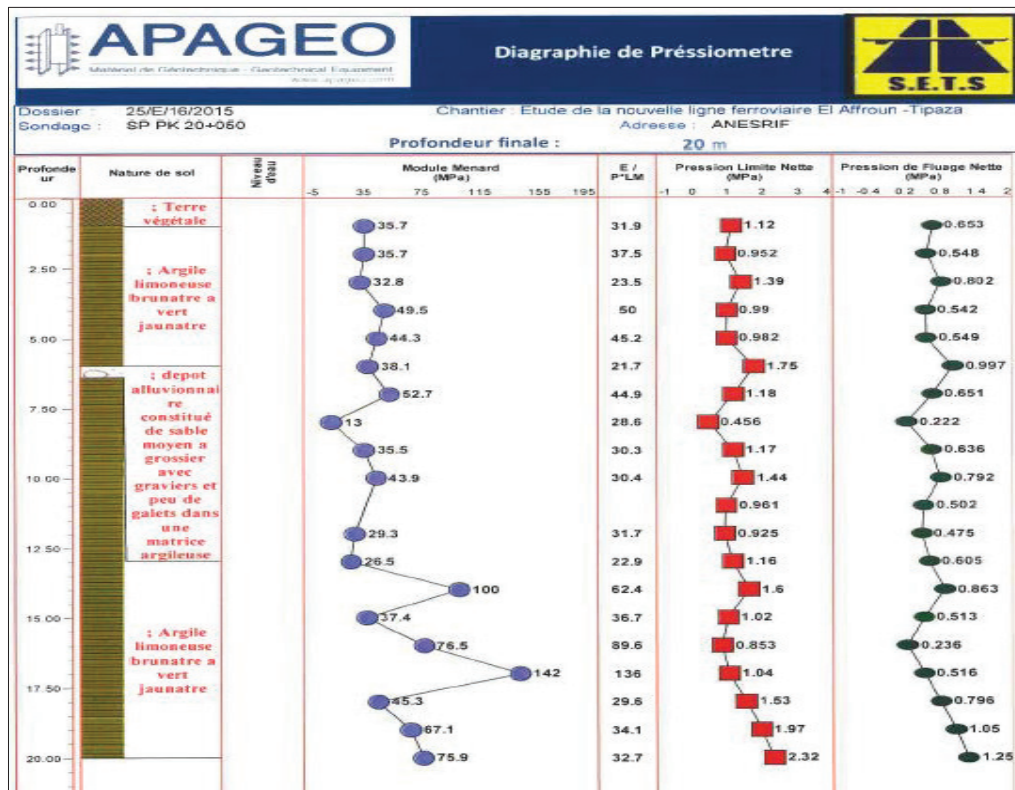 APAGEO
Matériel de Géotechnique - Geotechnical Equipment
www.apageo.com
Diagraphie de Préssiometre
S.E.T.S
Dossier : 25/E/16/2015
Chantier : Etude de la nouvelle ligne ferroviaire El Affroun -Tipaza
Sondage : SP PK 20+050
Adresse : ANESRIF
Profondeur finale : 20 m
Profonde
ur
Nature de sol
Niveau
d'eau
Module Menard
(MPa)
-5 35 75 115 155 195
E /
P*LM
Pression Limite Nette
(MPa)
-1 0 1 2 3 4
Pression de Fluage Nette
(MPa)
-1 -0.4 0.2 0.8 1.4 2
0.00
; Terre
végétale
35.7 31.9 1.12 0.653
35.7 37.5 0.952 0.548
2.50
; Argile
limoneuse
brunatre a
vert
jaunatre
32.8 23.5 1.39 0.802
49.5 50 0.99 0.542
5.00
44.3 45.2 0.982 0.549
38.1 21.7 1.75 0.997
; depot
alluvionnai
re
constitué
de sable
moyen a
grossier
avec
graviers et
peu de
galets dans
une
matrice
argileuse
52.7 44.9 1.18 0.651
7.50
13 28.6 0.456 0.222
35.5 30.3 1.17 0.636
10.00
43.9 30.4 1.44 0.792
0.961 0.502
29.3 31.7 0.925 0.475
12.50
26.5 22.9 1.16 0.605
100 62.4 1.6 0.863
15.00
37.4 36.7 1.02 0.513
; Argile
limoneuse
brunatre a
vert
jaunatre
76.5 89.6 0.853 0.236
142 136 1.04 0.516
17.50
45.3 29.6 1.53 0.796
67.1 34.1 1.97 1.05
20.00
75.9 32.7 2.32 1.25